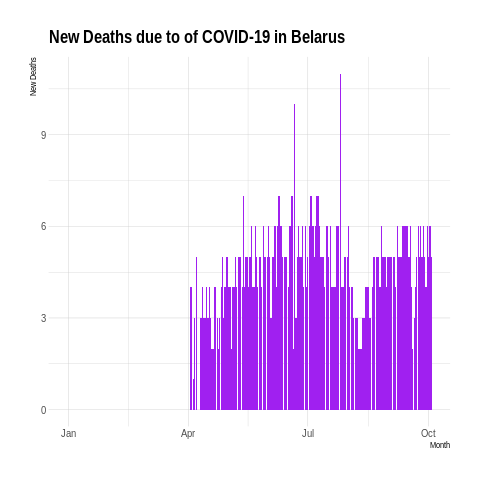 New Deaths due to of COVID-19 in Belarus
New Deaths
9
6
3
0
Jan Apr Jul Oct
Month